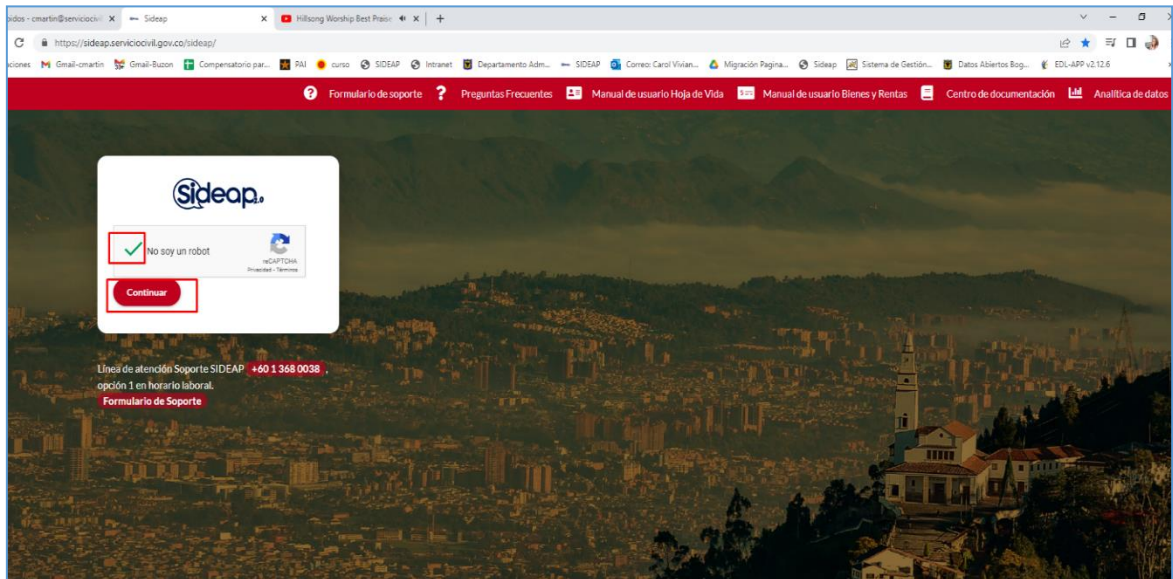 pidos - cmartin@serviciocivil
Sideap
Hillsong Worship Best Praise
https://sideap.serviciocivil.gov.co/sideap/
ciones
Gmail-cmartin
Gmail-Buzon
Compensatorio par...
PAI
curso
SIDEAP
Intranet
Departamento Adm...
SIDEAP
Correo: Carol Vivian...
Migración Pagina...
Sideap
Sistema de Gestión...
Datos Abiertos Bog...
EDL-APP v2.12.6
Formulario de soporte
Preguntas Frecuentes
Manual de usuario Hoja de Vida
Manual de usuario Bienes y Rentas
Centro de documentación
Analítica de datos
Sideap2.0
No soy un robot
reCAPTCHA
Privacidad - Términos
Continuar
Línea de atención Soporte SIDEAP +60 1 368 0038 ,
opción 1 en horario laboral.
Formulario de Soporte